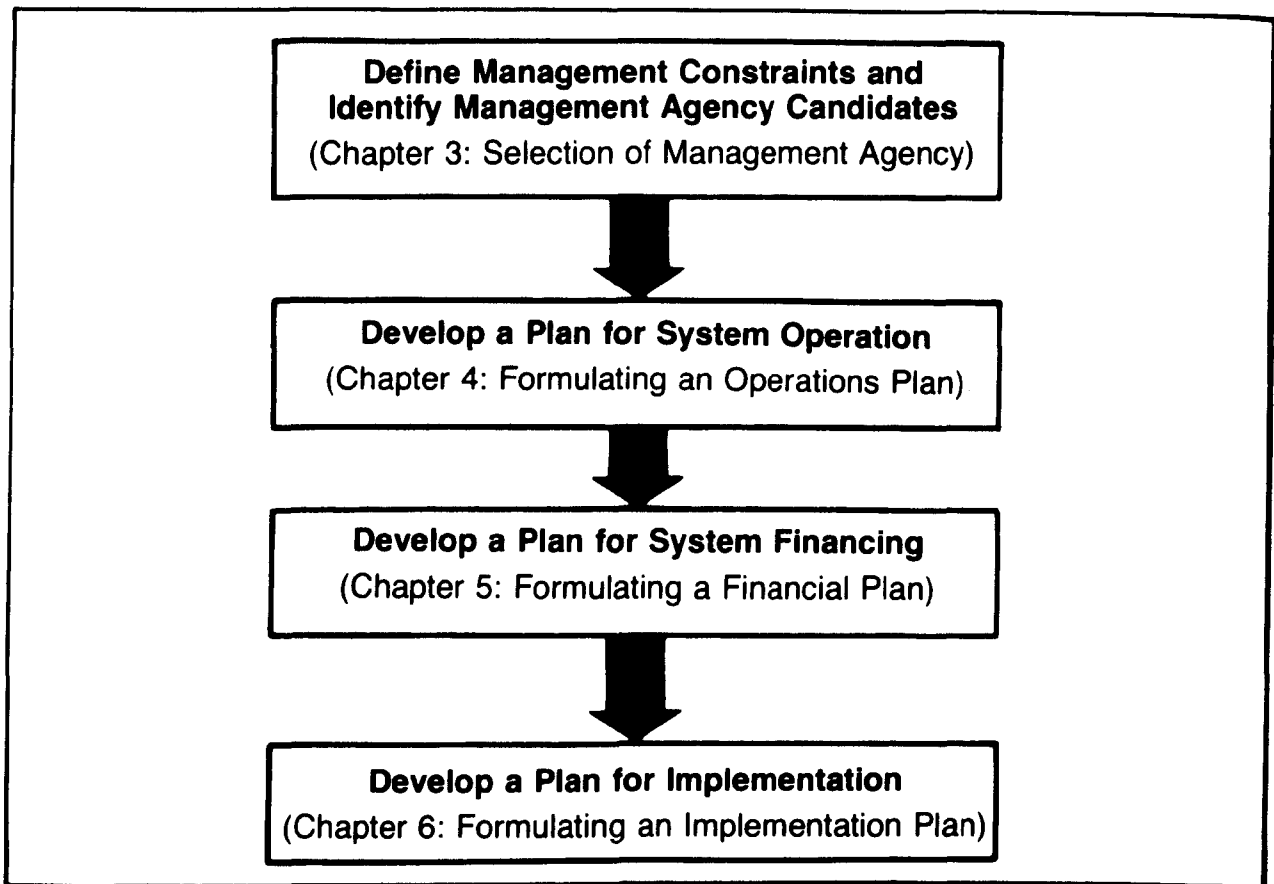 Define Management Constraints and
Identify Management Agency Candidates
(Chapter 3: Selection of Management Agency)
Develop a Plan for System Operation
(Chapter 4: Formulating an Operations Plan)
Develop a Plan for System Financing
(Chapter 5: Formulating a Financial Plan)
Develop a Plan for Implementation
(Chapter 6: Formulating an Implementation Plan)